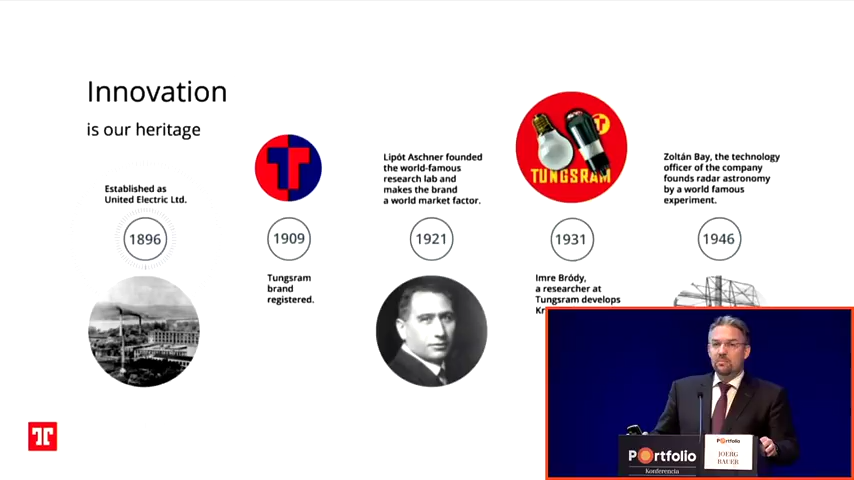 Innovation
is our heritage
Established as
United Electric Ltd.
1896
1909
Tungsram
brand
registered.
Lipót Aschner founded
the world-famous
research lab and
makes the brand
a world market factor.
1921
TUNGSRAM
1931
Imre Bródy,
a researcher at
Tungsram develops
Zoltán Bay, the technology
officer of the company
founds radar astronomy
by a world famous
experiment.
1946
Portfolio
Konferencia
Portfolio
JOERG
BAUER